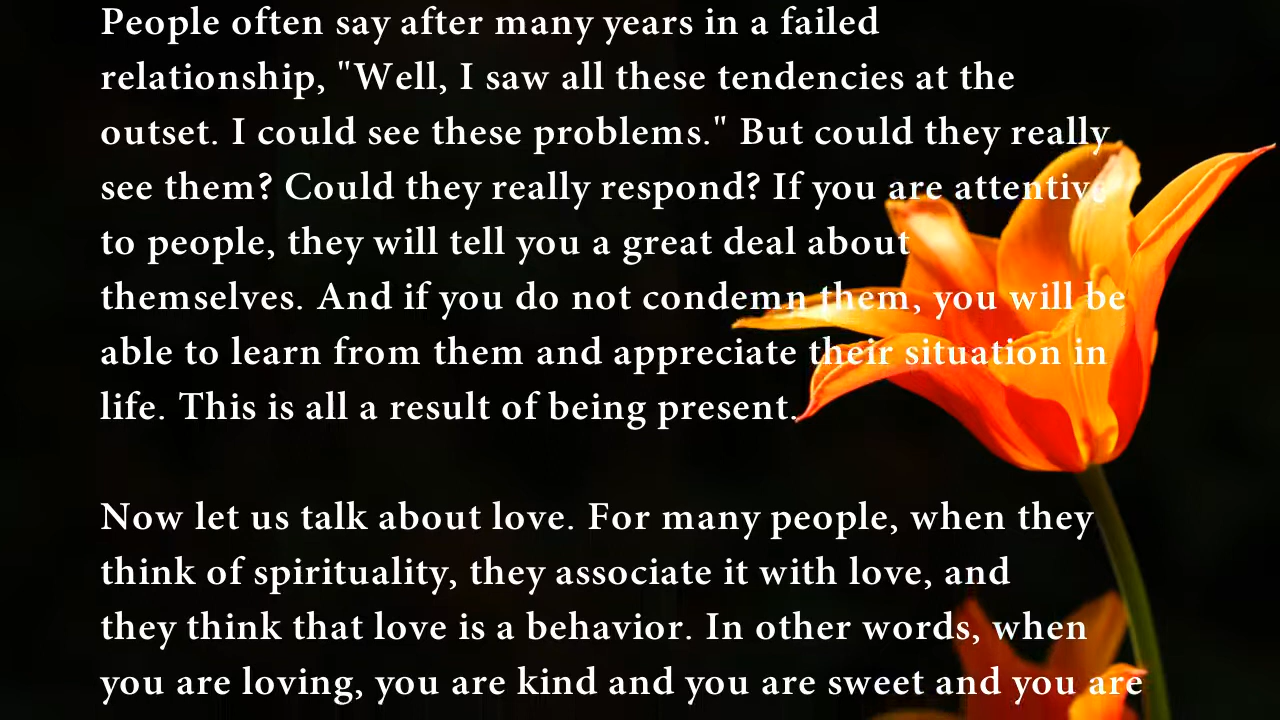 People often say after many years in a failed
relationship, "Well, I saw all these tendencies at the
outset. I could see these problems." But could they really
see them? Could they really respond? If you are attentive
to people, they will tell you a great deal about
themselves. And if you do not condemn them, you will be
able to learn from them and appreciate their situation in
life. This is all a result of being present.
Now let us talk about love. For many people, when they
think of spirituality, they associate it with love, and
they think that love is a behavior. In other words, when
you are loving, you are kind and you are sweet and you are